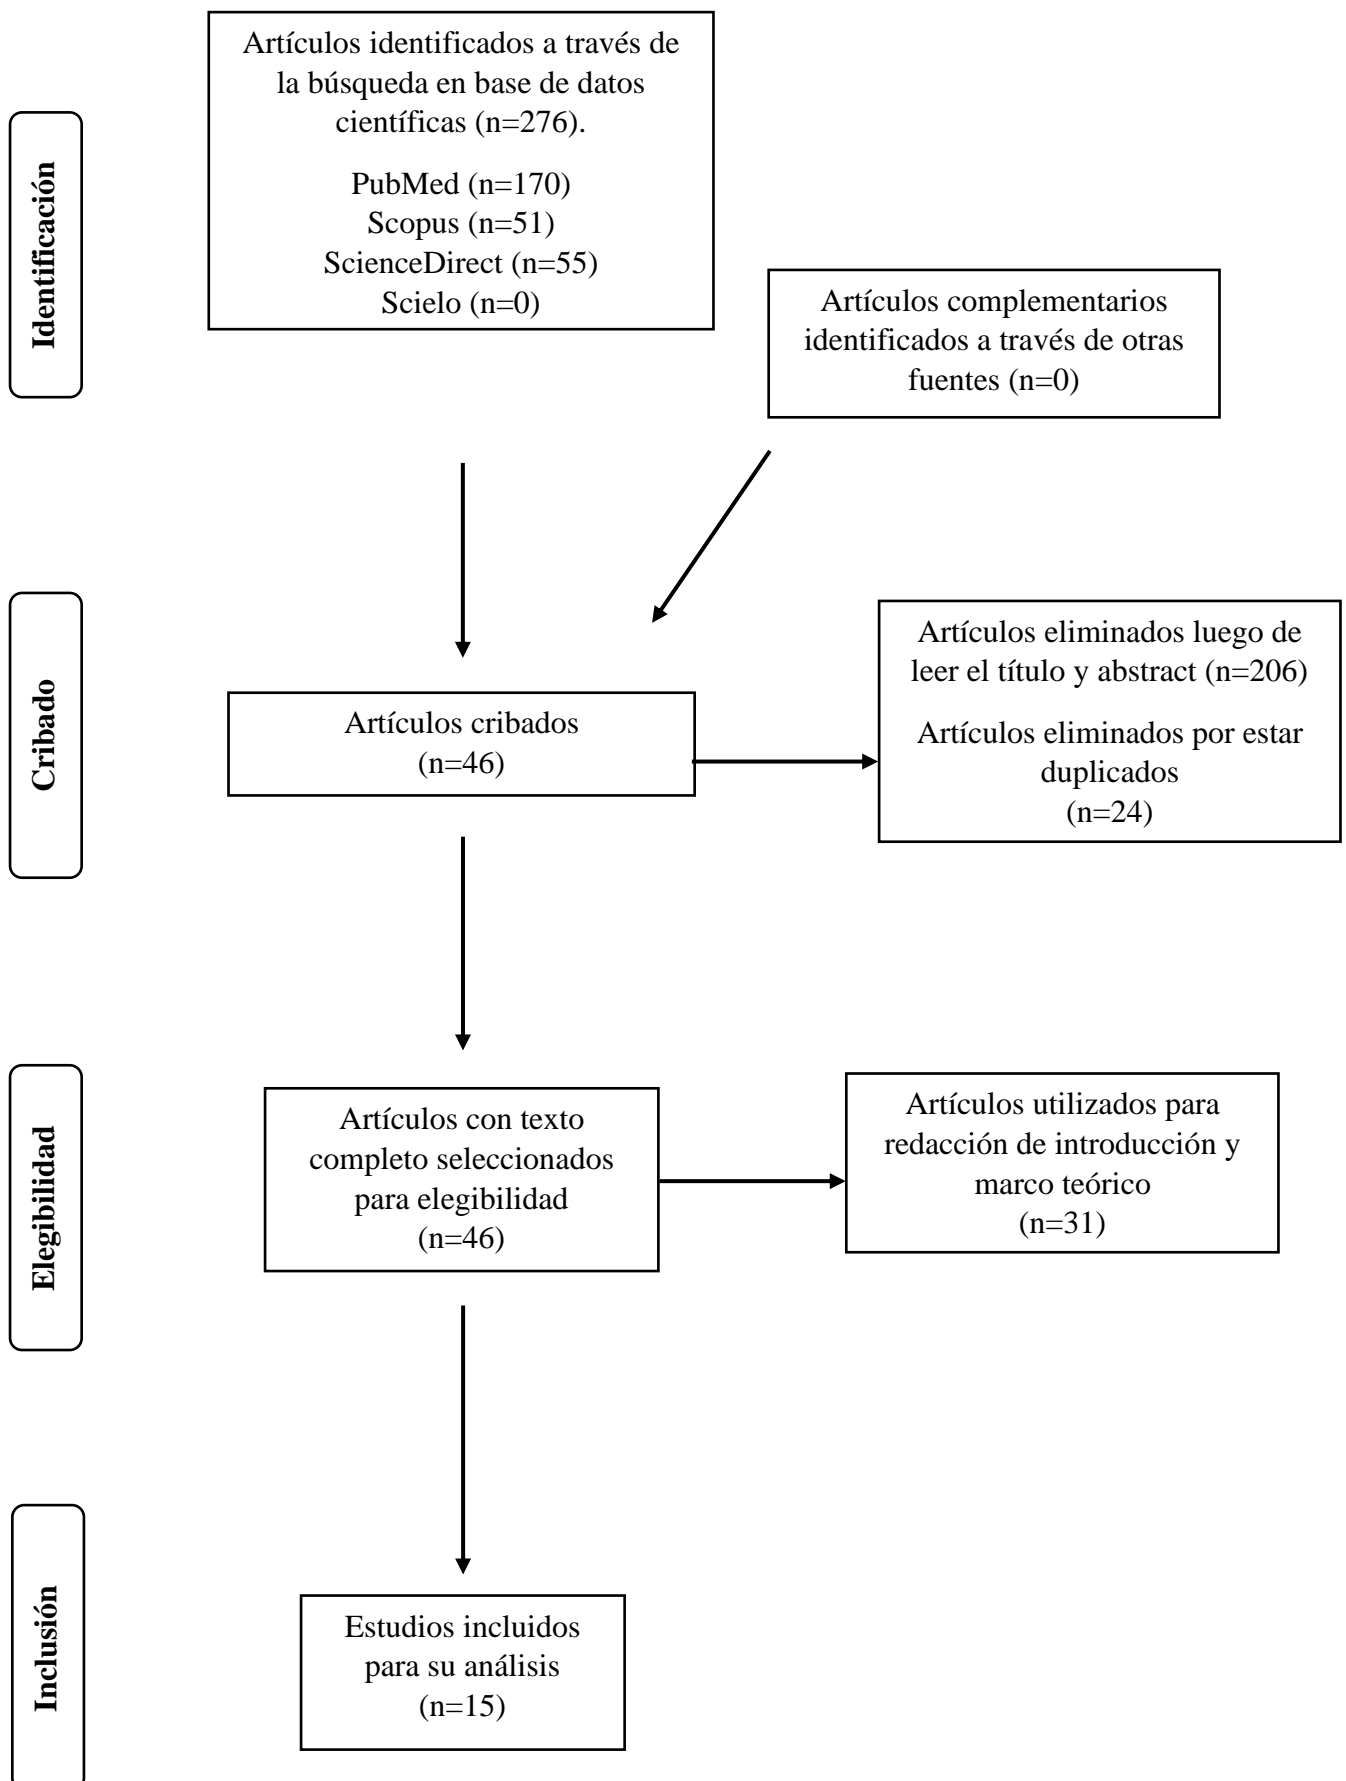 Identificación
Artículos identificados a través de
la búsqueda en base de datos
científicas (n=276).
PubMed (n=170)
Scopus (n=51)
ScienceDirect (n=55)
Scielo (n=0)
Artículos complementarios
identificados a través de otras
fuentes (n=0)
Cribado
Artículos cribados
(n=46)
Artículos eliminados luego de
leer el título y abstract (n=206)
Artículos eliminados por estar
duplicados
(n=24)
Elegibilidad
Artículos con texto
completo seleccionados
para elegibilidad
(n=46)
Artículos utilizados para
redacción de introducción y
marco teórico
(n=31)
Inclusión
Estudios incluidos
para su análisis
(n=15)